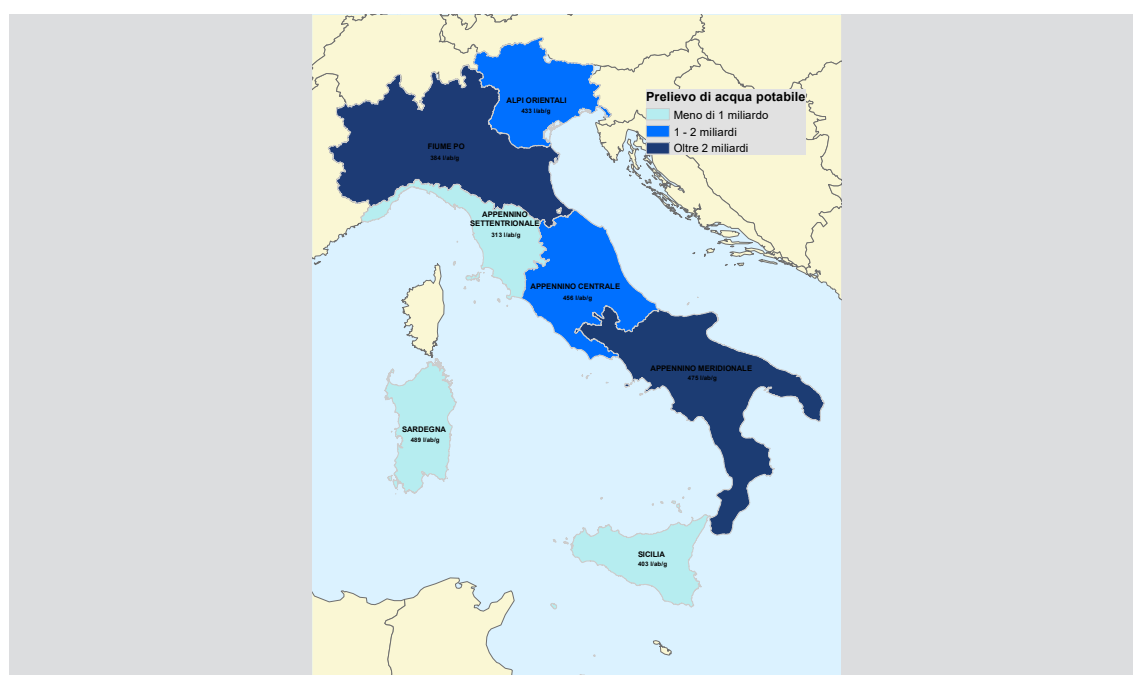 ALPI ORIENTALI
433 l/ab/g
Prelievo di acqua potabile
Meno di 1 miliardo
1 - 2 miliardi
Oltre 2 miliardi
FIUME PO
384 l/ab/g
APPENNINO
SETTENTRIONALE
313 l/ab/g
APPENNINO CENTRALE
456 l/ab/g
APPENNINO MERIDIONALE
475 l/ab/g
SARDEGNA
489 l/ab/g
SICILIA
403 l/ab/g